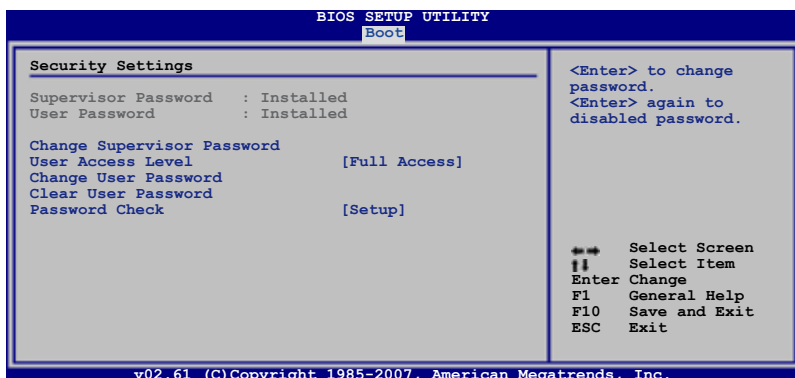 BIOS SETUP UTILITY
Boot
Security Settings
Supervisor Password : Installed
User Password : Installed
Change Supervisor Password
User Access Level [Full Access]
Change User Password
Clear User Password
Password Check [Setup]
<Enter> to change
password.
<Enter> again to
disabled password.
Select Screen
Select Item
Enter Change
F1 General Help
F10 Save and Exit
ESC Exit
v02.61 (C)Copyright 1985-2007, American Megatrends, Inc.